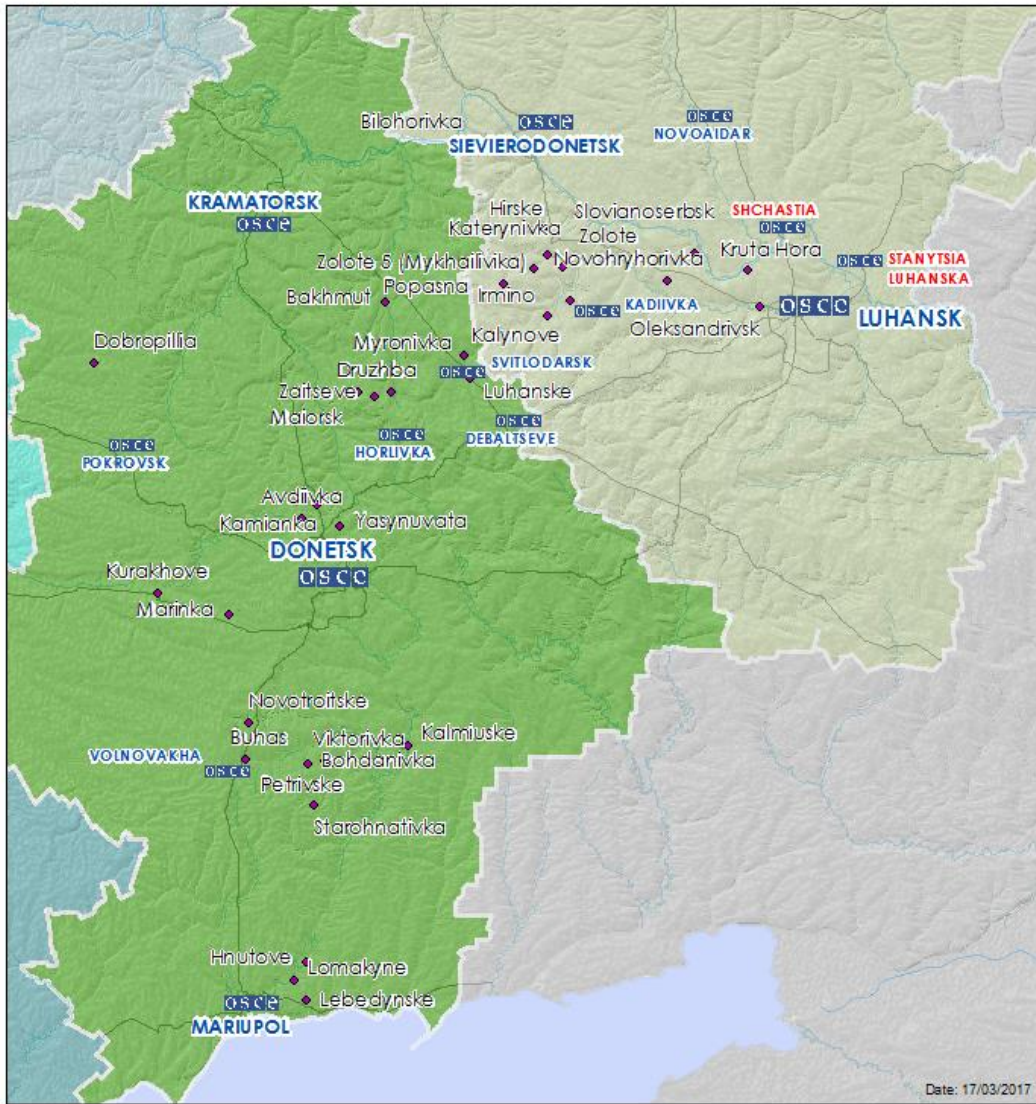 Bilohorivka
osce
SIEVIERODONETSK
osce
NOVOAIDAR
KRAMATORSK
osce
Hirske
Katerynivka
Slovianoserbsk
Zolote
SHCHASTIA
osce
Zolote 5 (Mykhailivika)
Novohryhorivka
Kruta Hora
osce
STANYTSIA
LUHANSKA
Popasna
Bakhmut
Irmino
osce
KADIIVKA
osce
LUHANSK
Kalynove
Oleksandrivsk
Dobropillia
Myronivka
SVITLODARSK
osce
Druzhba
Zaitseve
Luhanske
Maiorsk
osce
HORLIVKA
osce
DEBALTSEVE
osce
POKROVSK
Avdiivka
Kamianka
Yasynuvata
DONETSK
osce
Kurakhove
Marinka
Novotroitske
Buhas
Viktorivka
Kalmiuske
VOLNOVAKHA
osce
Bohdanivka
Petrivske
Starohnativka
Hnutove
Lomakyne
osce
Lebedynske
MARIUPOL
Date: 17/03/2017